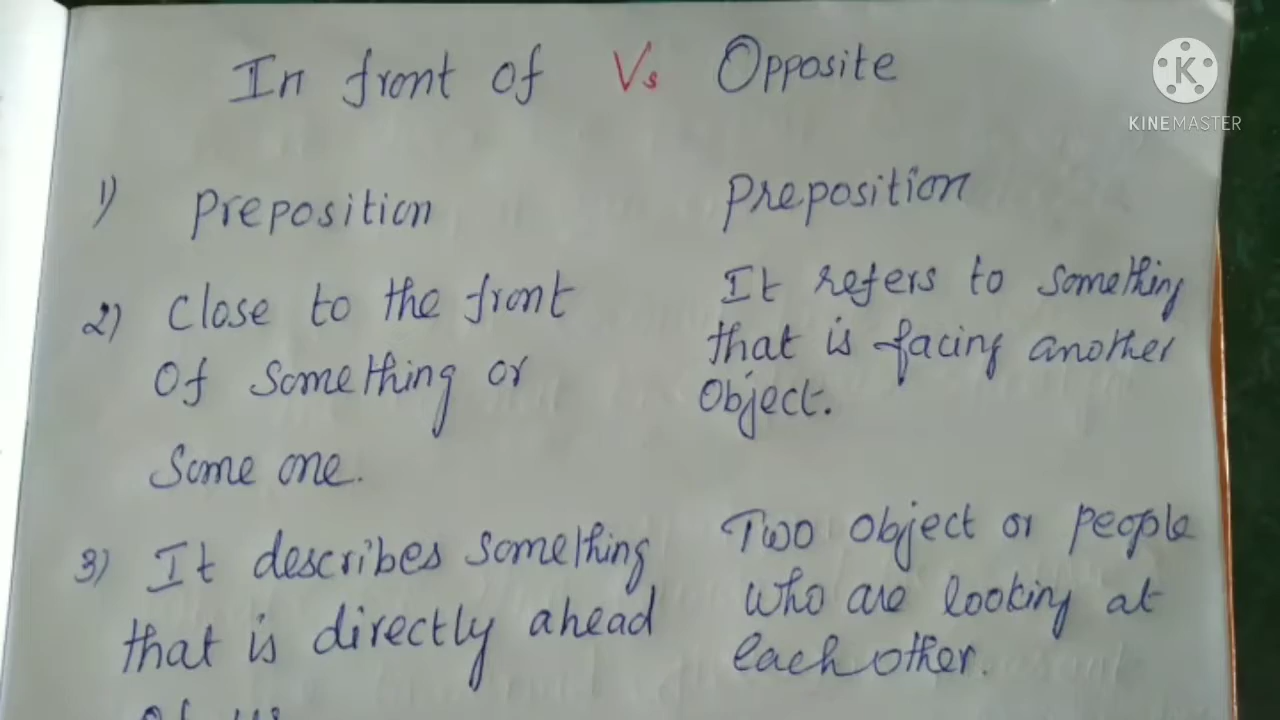 In front of Vs Opposite
KINEMASTER
1) Preposition
Preposition
2) Close to the front
Of Something or
Some one.
It refers to something
that is facing another
Object.
3) It describes something
that is directly ahead
Of us
Two object or people
who are looking at
each other.